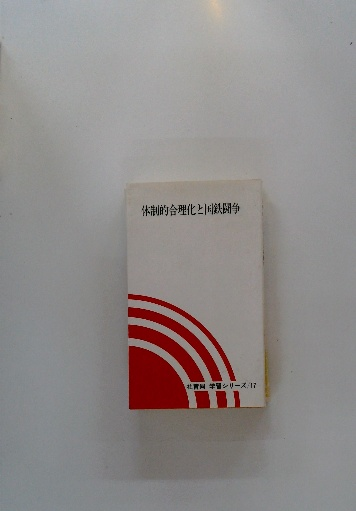 体制的合理化と国鉄闘争
社青同 学習シリーズ/17